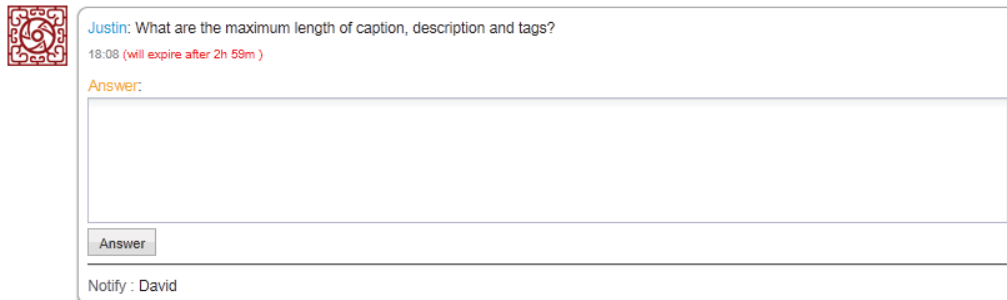 Justin: What are the maximum length of caption, description and tags?
18:08 (will expire after 2h 59m )
Answer:
Answer
Notify : David